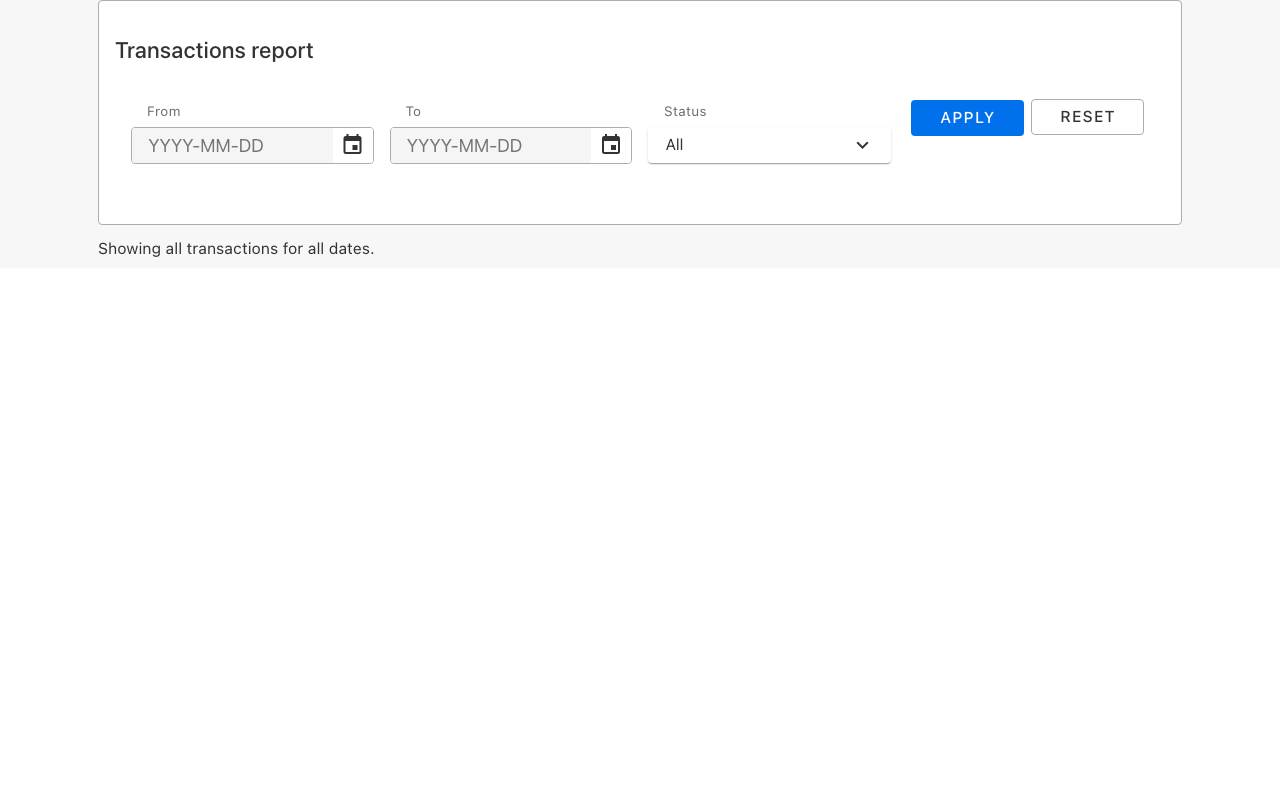 Transactions report
From
To
Status
YYYY-MM-DD
YYYY-MM-DD
All
APPLY
RESET
Showing all transactions for all dates.